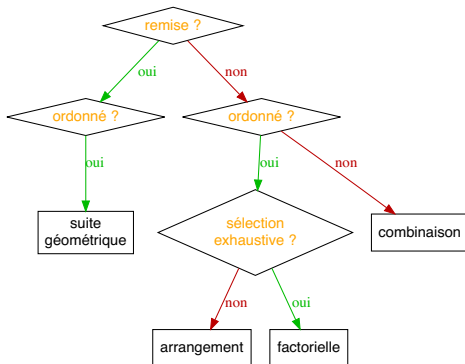 remise ?
oui
non
ordonné ?
ordonné ?
oui
oui
non
suite
géométrique
sélection
exhaustive ?
combinaison
non
oui
arrangement
factorielle